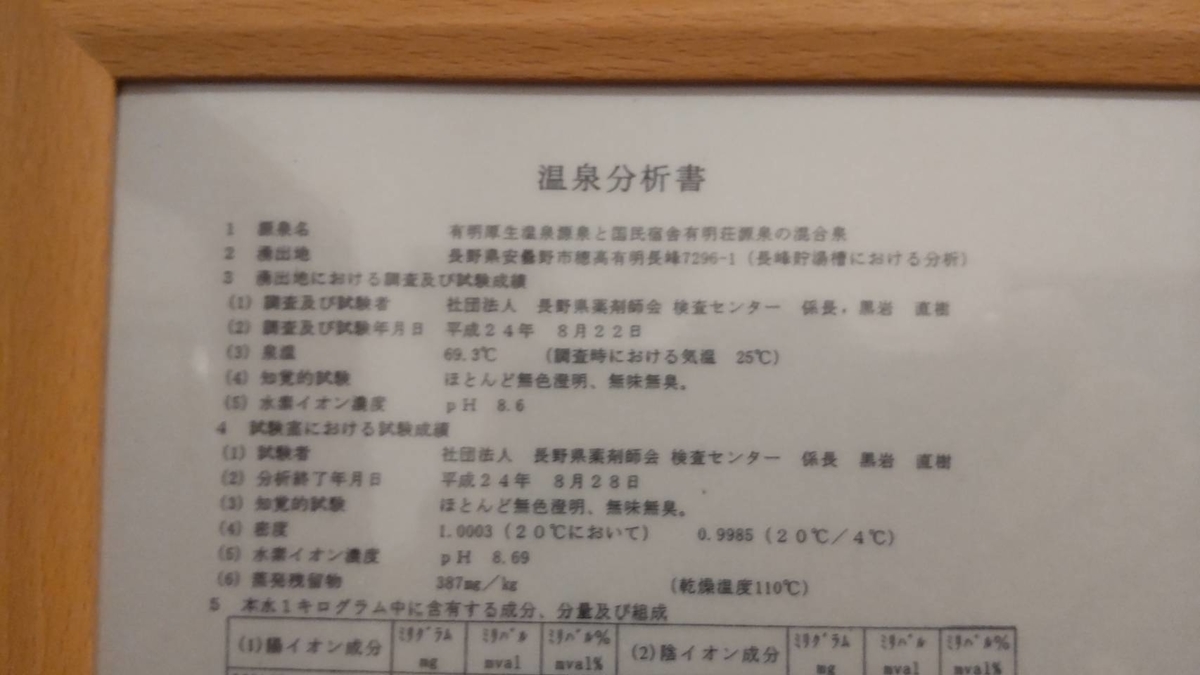 温泉分析書
1 源泉名 有明厚生温泉源泉と国民宿舎有明荘源泉の混合泉
2 湧出地 長野県安曇野市穂高有明長峰7296-1(長峰貯湯槽における分析)
3 湧出地における調査及び試験成績
(1) 調査及び試験者 社団法人 長野県薬剤師会 検査センター 係長. 黒岩 直樹
(2) 調査及び試験年月日 平成24年 8月22日
(3) 泉温 69.3℃ (調査時における気温 25℃)
(4) 知覚的試験 ほとんど無色澄明、無味無臭。
(5) 水素イオン濃度 pH 8.6
4 試験室における試験成績
(1) 試験者 社団法人 長野県薬剤師会 検査センター 係長 黒岩 直樹
(2) 分析終了年月日 平成24年 8月28日
(3) 知覚的試験 ほとんど無色澄明、無味無臭。
(4) 密度 1.0003(20℃において) 0.9985(20℃/4℃)
(5) 水素イオン濃度 pH 8.69
(6) 蒸発残留物 387mg/kg (乾燥温度110℃)
5 本水1キログラム中に含有する成分、分量及び組成
(1)陽イオン成分 ﾐﾘｸﾞﾗﾑ ﾐﾘﾊﾞﾙ ﾐﾘﾊﾞﾙ% (2)陰イオン成分 ﾐﾘｸﾞﾗﾑ ﾐﾘﾊﾞﾙ ﾐﾘﾊﾞﾙ%
mg mval mval% mg mval mval%